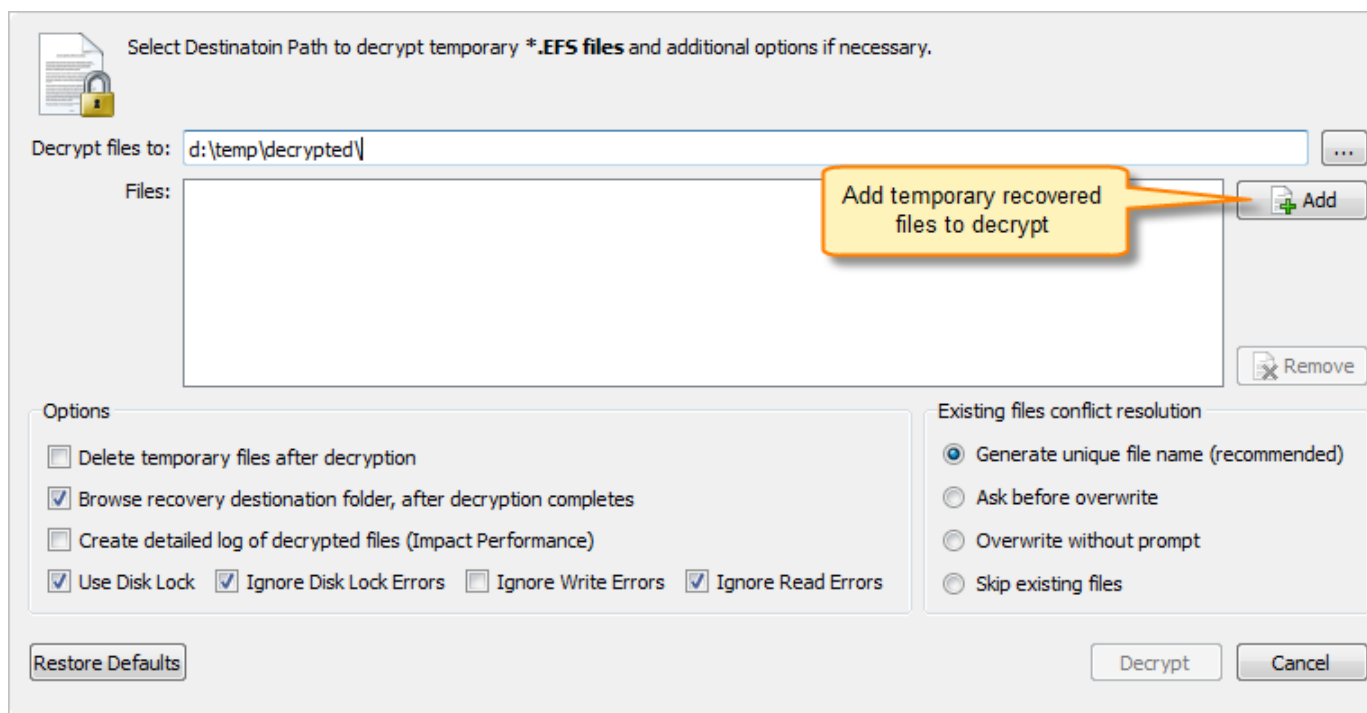 Select Destinatoin Path to decrypt temporary *.EFS files and additional options if necessary.
Decrypt files to: d:\temp\decrypted\ ...
Files:
Add temporary recovered
files to decrypt
Add
Remove
Options
Delete temporary files after decryption
Browse recovery destionation folder, after decryption completes
Create detailed log of decrypted files (Impact Performance)
Use Disk Lock Ignore Disk Lock Errors Ignore Write Errors Ignore Read Errors
Existing files conflict resolution
Generate unique file name (recommended)
Ask before overwrite
Overwrite without prompt
Skip existing files
Restore Defaults Decrypt Cancel